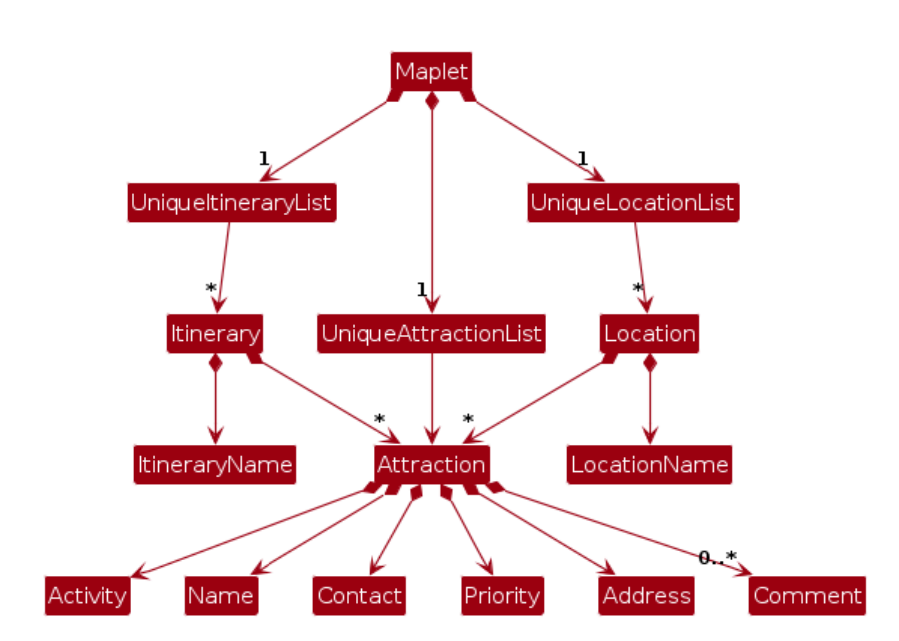 Maplet
1
1
UniqueItineraryList
UniqueLocationList
*
1
*
Itinerary
UniqueAttractionList
Location
*
*
ItineraryName
Attraction
LocationName
0..*
Activity
Name
Contact
Priority
Address
Comment